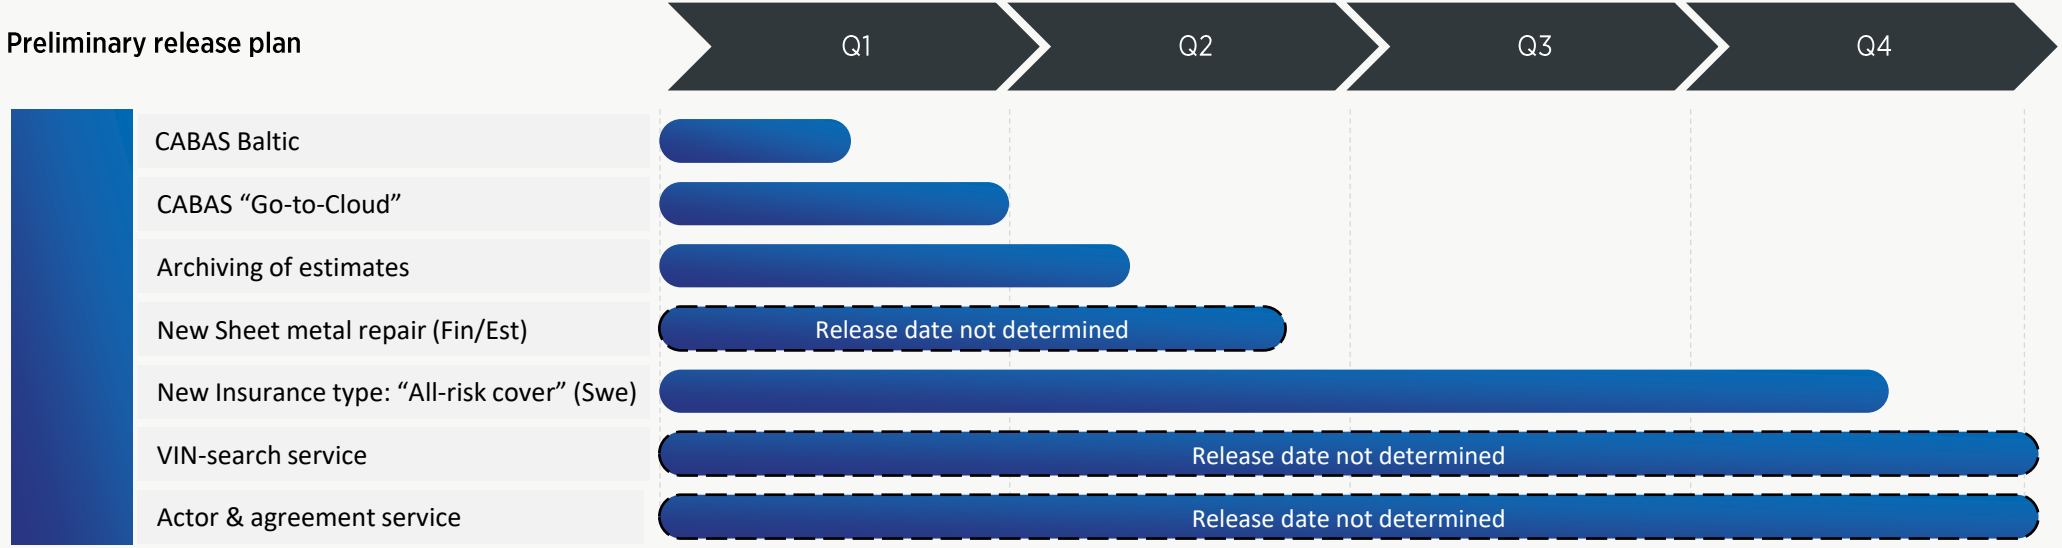 Preliminary release plan
Q1
Q2
Q3
Q4
CABAS Baltic
CABAS “Go-to-Cloud”
Archiving of estimates
New Sheet metal repair (Fin/Est)
Release date not determined
New Insurance type: “All-risk cover” (Swe)
VIN-search service
Release date not determined
Actor & agreement service
Release date not determined